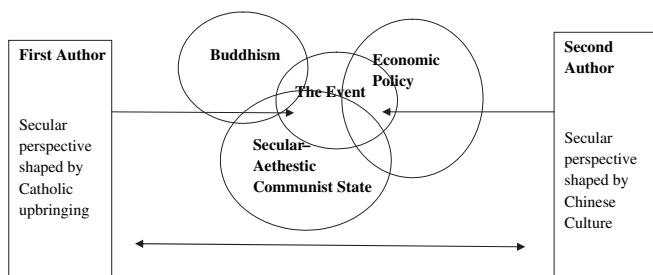 First Author
Secular
perspective
shaped by
Catholic
upbringing
Buddhism
Economic
Policy
The Event
Secular–
Aethestic
Communist State
Second
Author
Secular
perspective
shaped by
Chinese
Culture